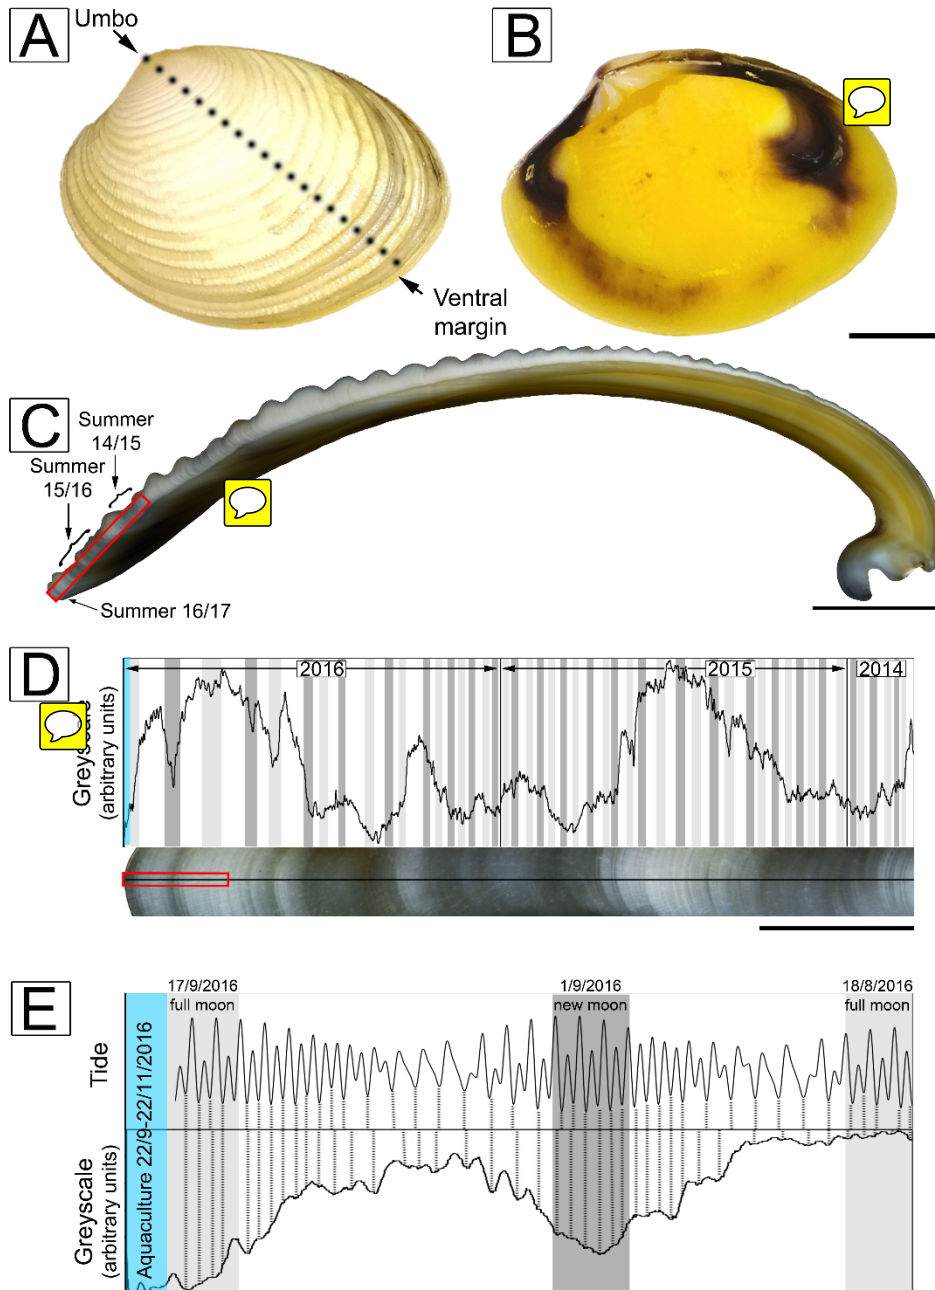 A
Umbo
Ventral
margin
B
C
Summer
14/15
Summer
15/16
Summer 16/17
D
2016
2015
2014
Greyscale
(arbitrary units)
E
17/9/2016
full moon
1/9/2016
new moon
18/8/2016
full moon
Tide
Aquaculture 22/9-22/11/2016
Greyscale
(arbitrary units)